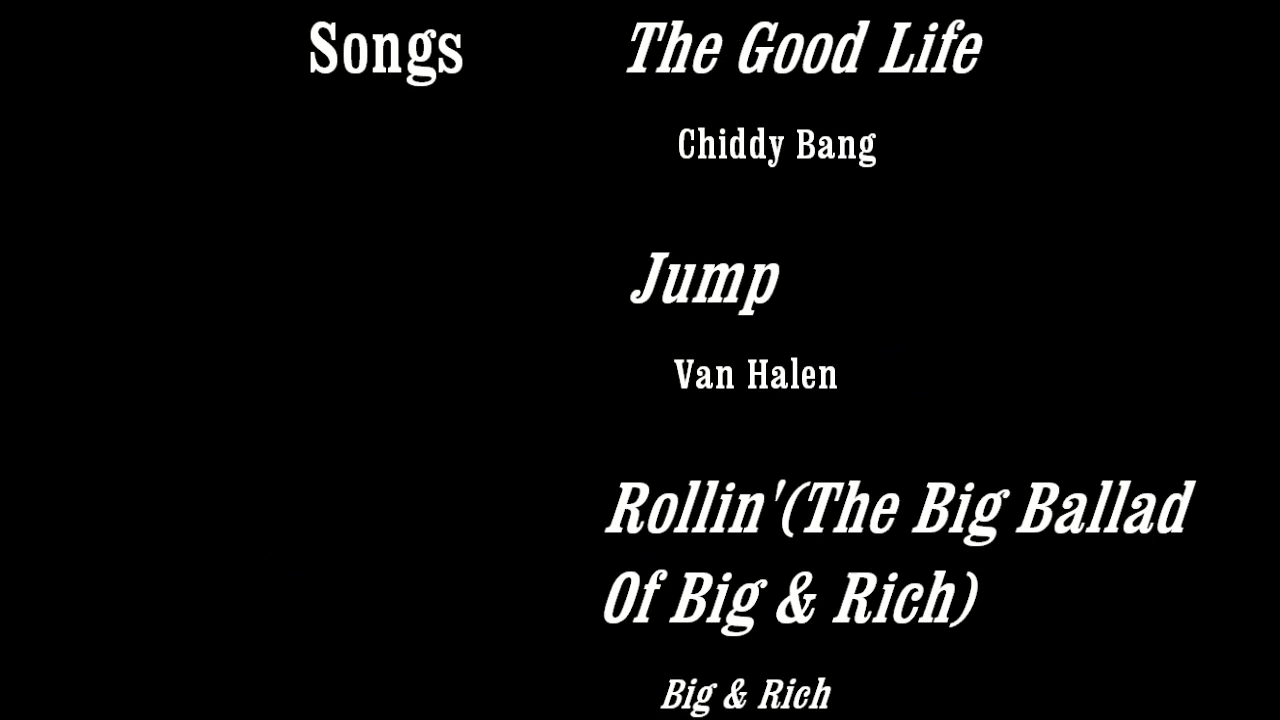 Songs The Good Life
Chiddy Bang
Jump
Van Halen
Rollin'(The Big Ballad
Of Big & Rich)
Big & Rich